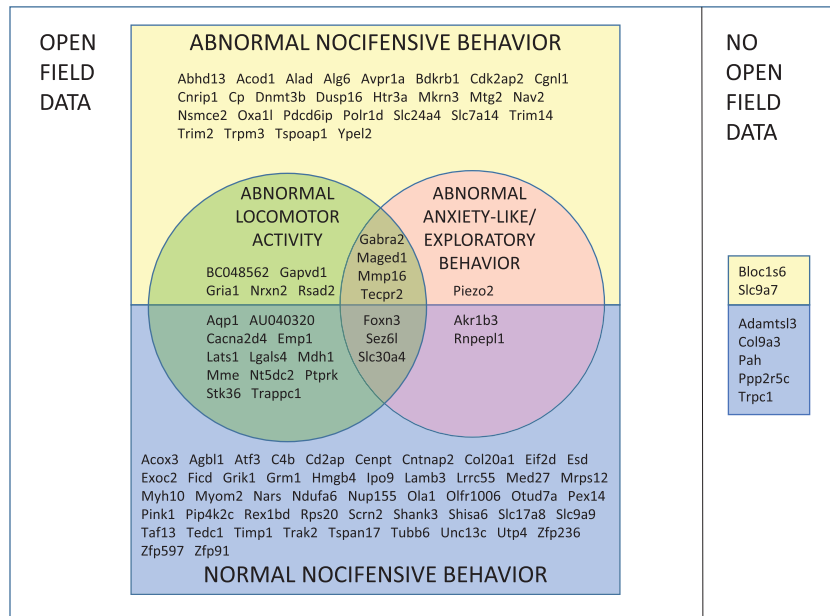 OPEN
FIELD
DATA
ABNORMAL NOCIFENSIVE BEHAVIOR
Abhd13 Acod1 Alad Alg6 Avpr1a Bdkrb1 Cdk2ap2 Cgnl1
Cnrip1 Cp Dnmt3b Dusp16 Htr3a Mkrn3 Mtg2 Nav2
Nsmce2 Oxa1l Pdcd6ip Polr1d Slc24a4 Slc7a14 Trim14
Trim2 Trpm3 Tspoap1 Ypel2
ABNORMAL
LOCOMOTOR
ACTIVITY
BC048562 Gapvd1
Gria1 Nrxn2 Rsad2
Gabra2
Maged1
Mmp16
Tecpr2
ABNORMAL
ANXIETY-LIKE/
EXPLORATORY
BEHAVIOR
Piezo2
Aqp1 AU040320
Cacna2d4 Emp1
Lats1 Lgals4 Mdh1
Mme Nt5dc2 Ptprk
Stk36 Trappc1
Foxn3
Sez6l
Slc30a4
Akr1b3
Rnpepl1
Acox3 Agbl1 Atf3 C4b Cd2ap Cenpt Cntnap2 Col20a1 Eif2d Esd
Exoc2 Ficd Grik1 Grm1 Hmgb4 Ipo9 Lamb3 Lrrc55 Med27 Mrps12
Myh10 Myom2 Nars Ndufa6 Nup155 Ola1 Olfr1006 Otud7a Pex14
Pink1 Pip4k2c Rex1bd Rps20 Scrn2 Shank3 Shisa6 Slc17a8 Slc9a9
Taf13 Tedc1 Timp1 Trak2 Tspan17 Tubb6 Unc13c Utp4 Zfp236
Zfp597 Zfp91
NORMAL NOCIFENSIVE BEHAVIOR
NO
OPEN
FIELD
DATA
Bloc1s6
Slc9a7
Adamtsl3
Col9a3
Pah
Ppp2r5c
Trpc1